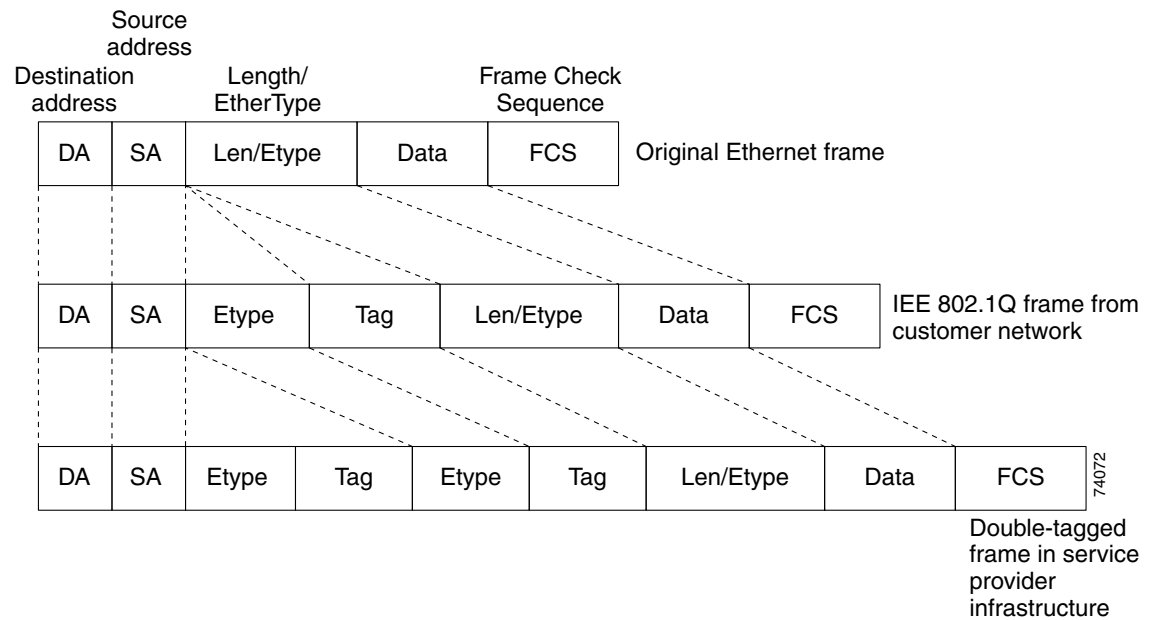 Source
address
Destination
address
Length/
EtherType
Frame Check
Sequence
DA SA Len/Etype Data FCS Original Ethernet frame
DA SA Etype Tag Len/Etype Data FCS
IEE 802.1Q frame from
customer network
DA SA Etype Tag Etype Tag Len/Etype Data FCS
74072
Double-tagged
frame in service
provider
infrastructure